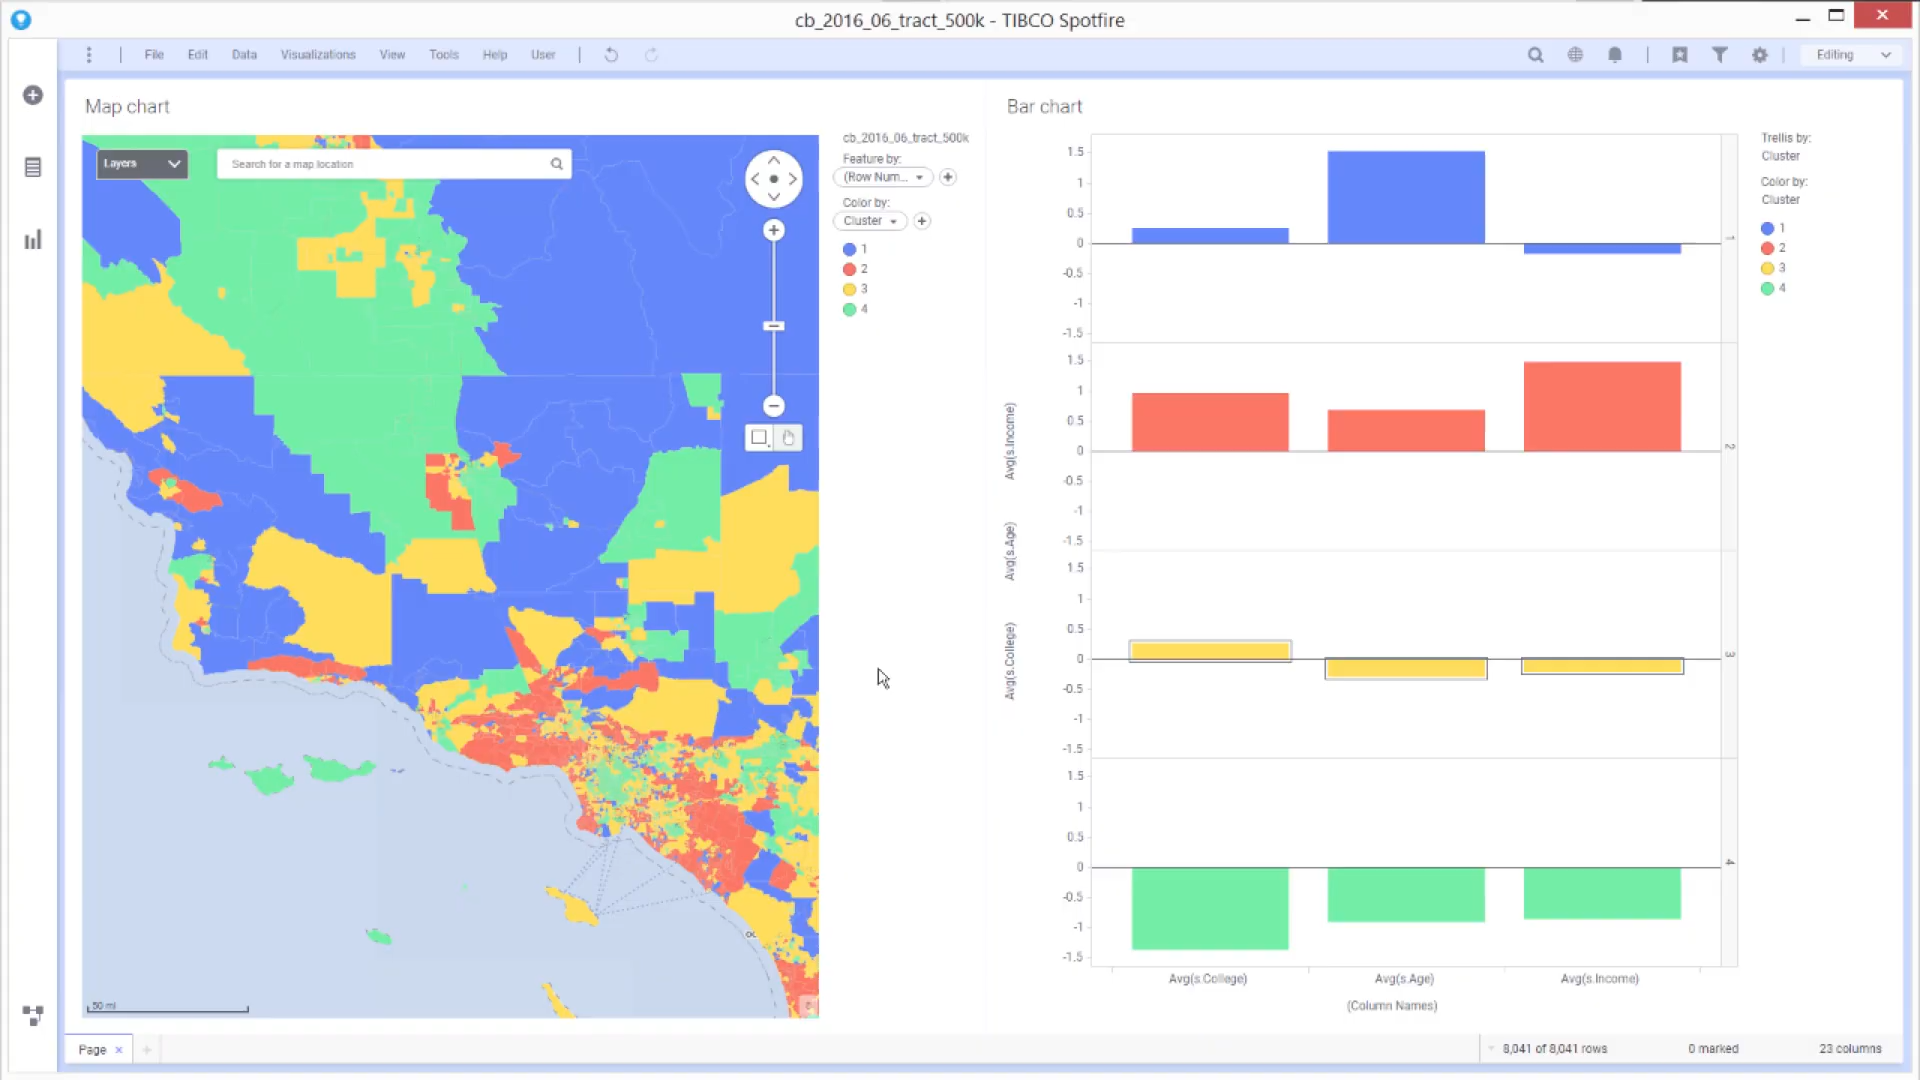 cb_2016_06_tract_500k - TIBCO Spotfire
File Edit Data Visualizations View Tools Help User Editing
Map chart
Layers
Search for a map location
cb_2016_06_tract_500k
Feature by:
(Row Num...
Color by:
Cluster
1
2
3
4
50 mi
Bar chart
Avg(s.Income)
Avg(s.Age)
Avg(s.College)
1.5
1
0.5
0
-0.5
-1
-1.5
1
1.5
1
0.5
0
-0.5
-1
-1.5
2
1.5
1
0.5
0
-0.5
-1
-1.5
3
1.5
1
0.5
0
-0.5
-1
-1.5
4
Avg(s.College) Avg(s.Age) Avg(s.Income)
(Column Names)
Trellis by:
Cluster
Color by:
Cluster
1
2
3
4
Page
8,041 of 8,041 rows 0 marked 23 columns